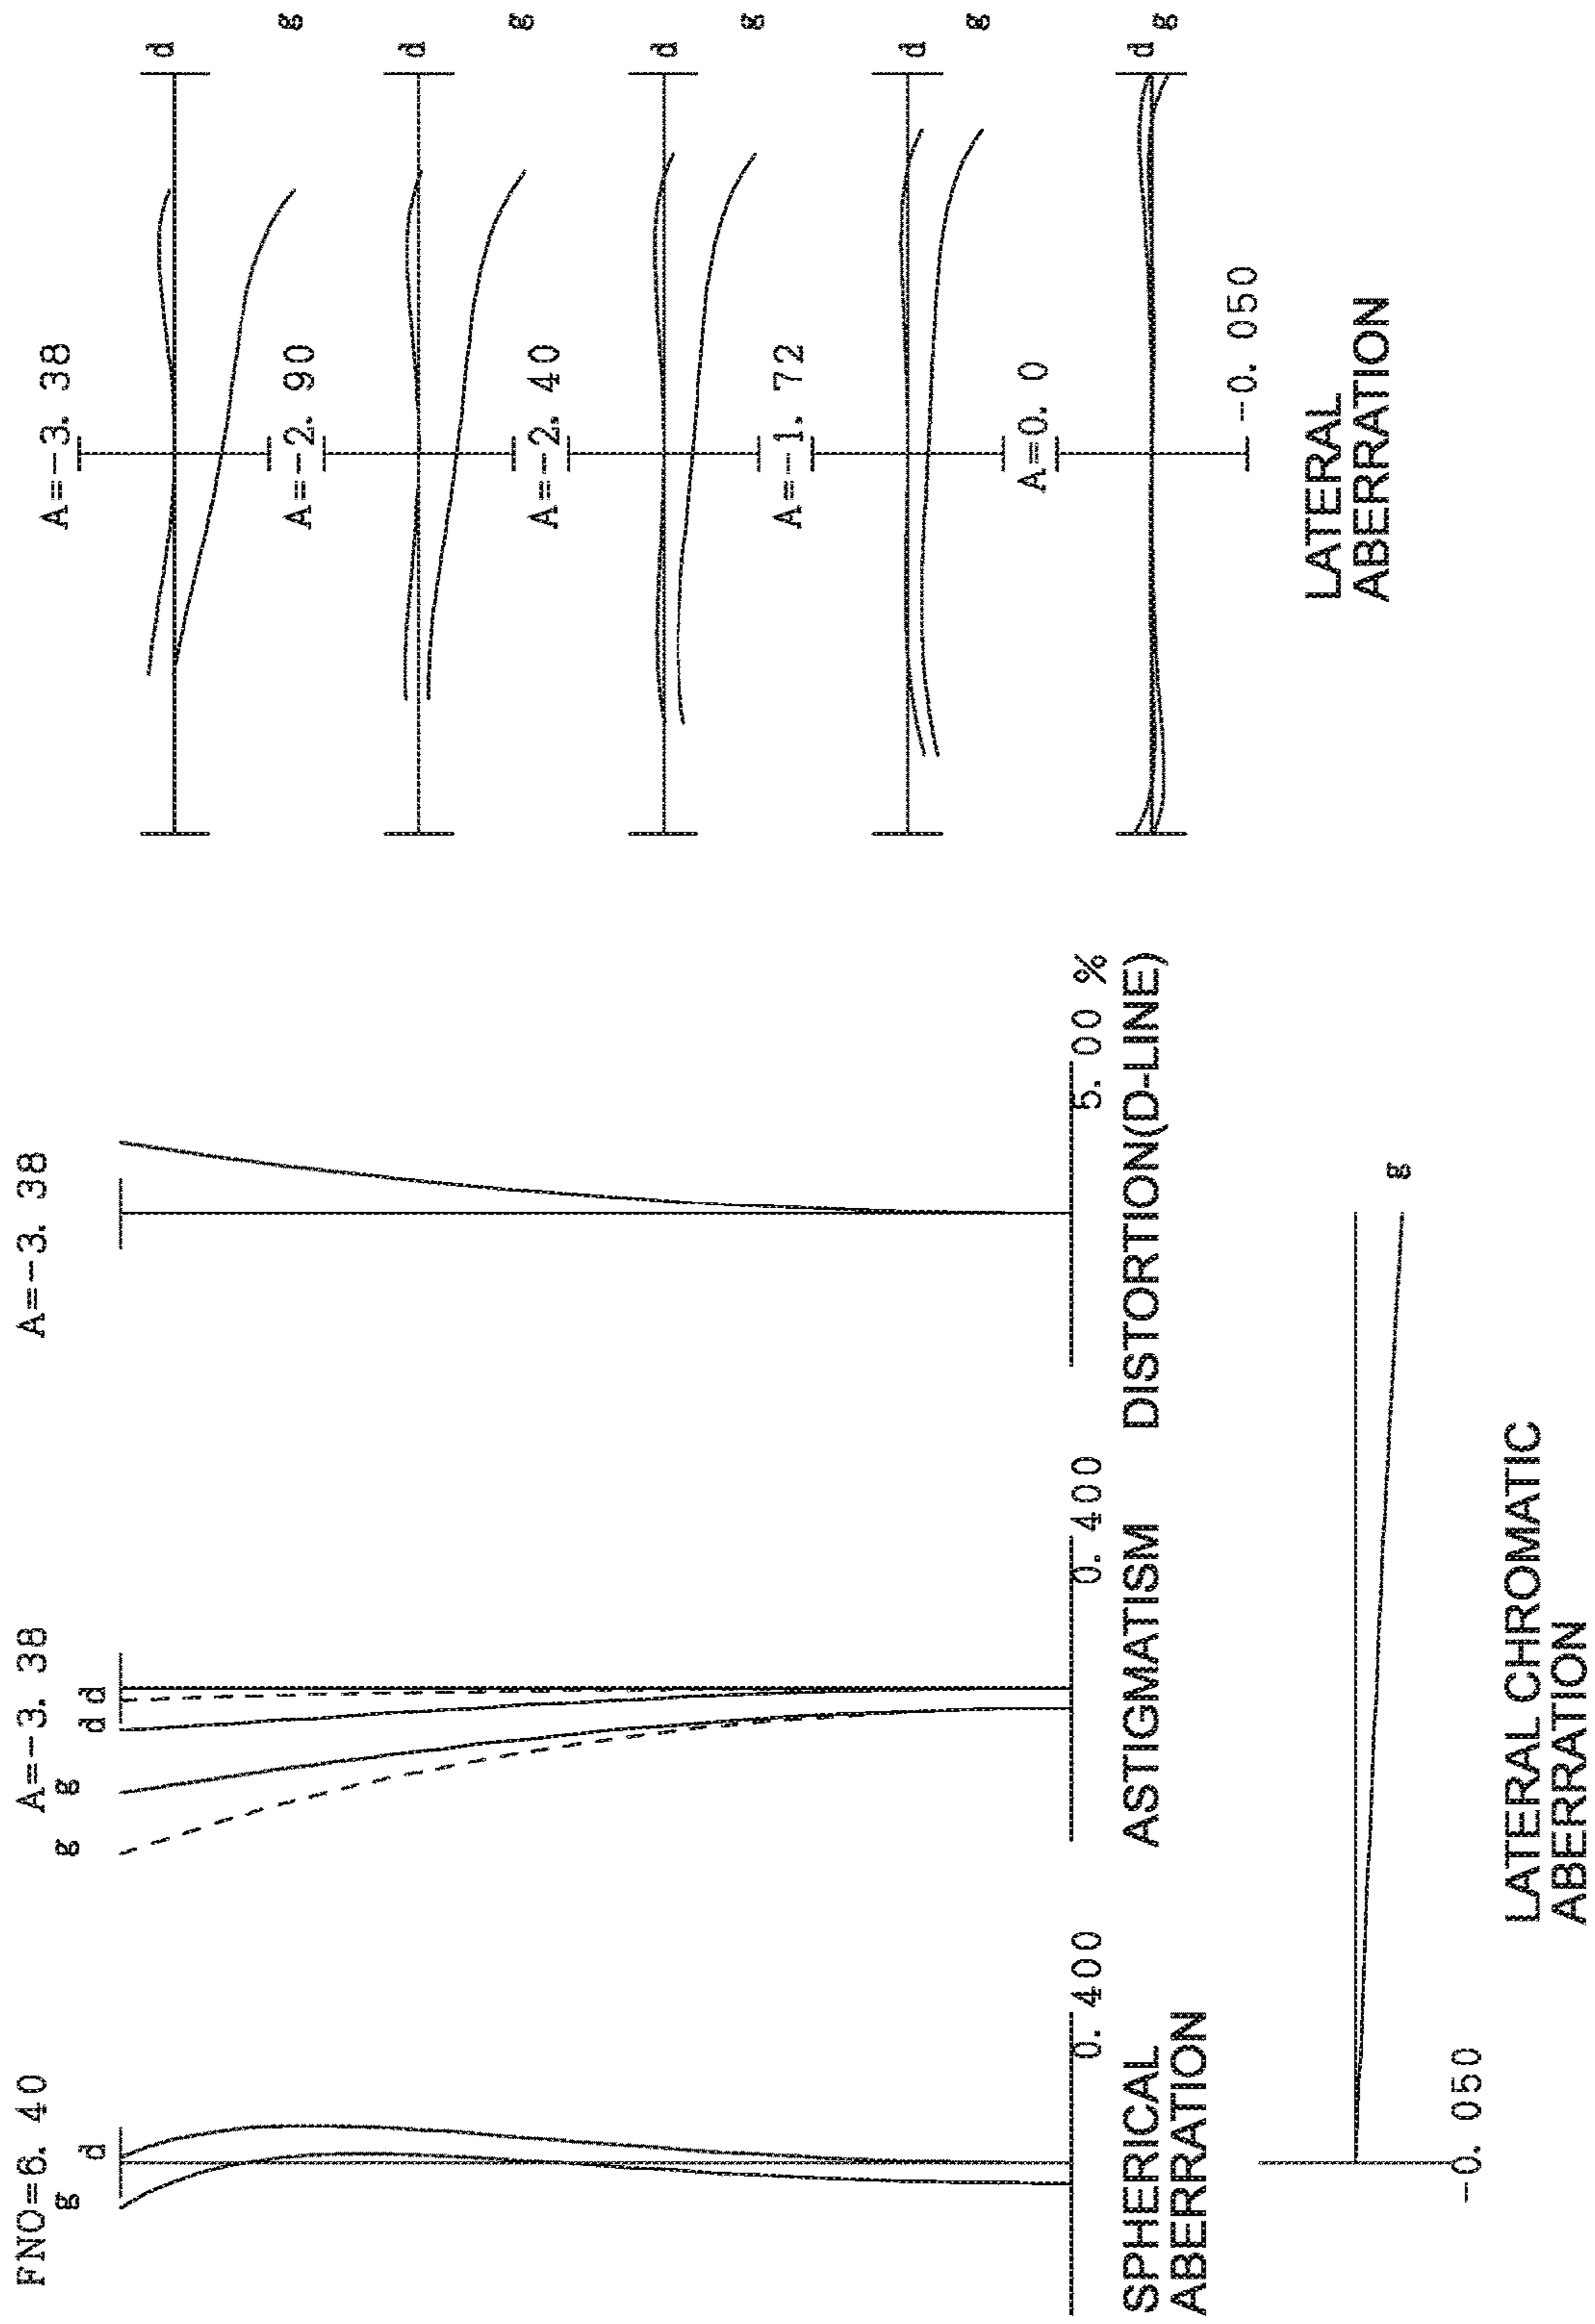 FNO=6.40
g d
0.400
SPHERICAL
ABERRATION
A=-3.38
g g d d
0.400
ASTIGMATISM
A=-3.38
5.00 %
DISTORTION(D-LINE)
g
-0.050
LATERAL CHROMATIC
ABERRATION
A=-3.38
d
g
A=-2.90
d
g
A=-2.40
d
g
A=-1.72
d
g
A=0.0
d
g
-0.050
LATERAL
ABERRATION